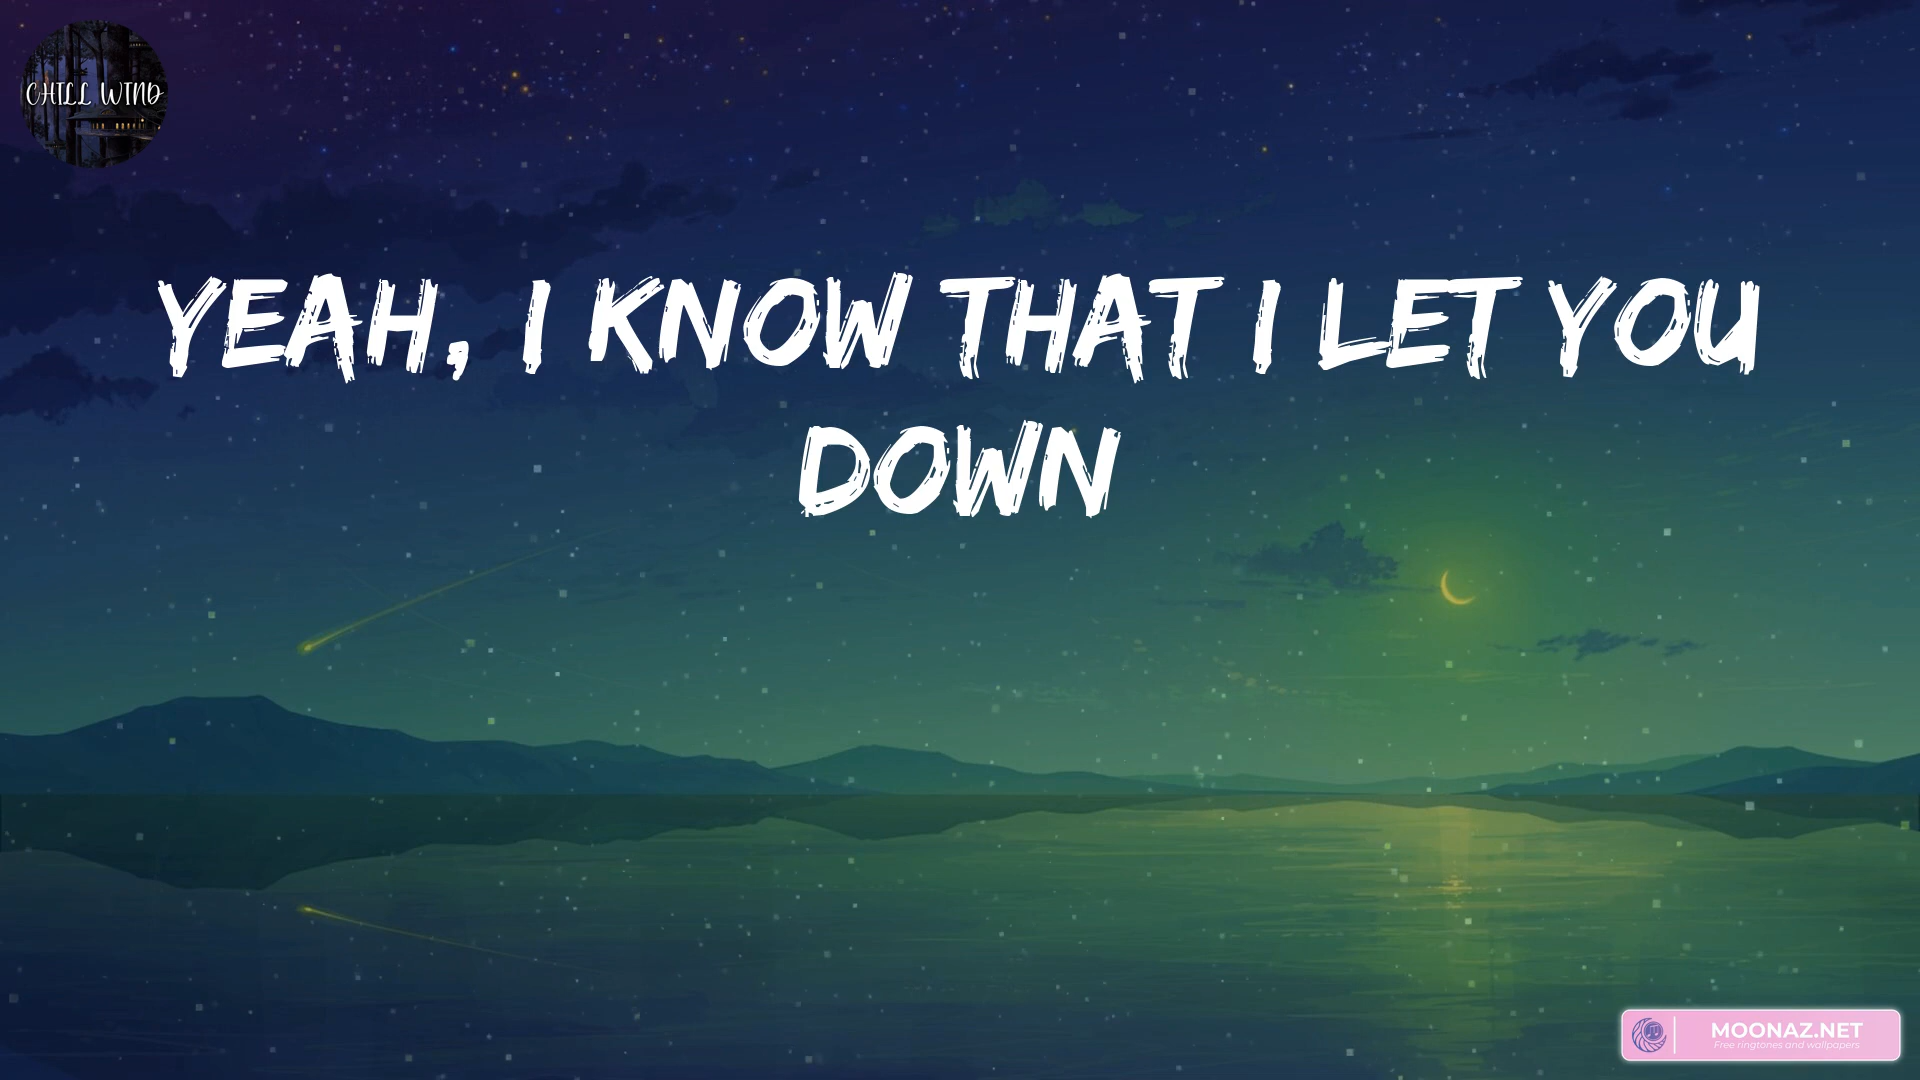 CHILL WIND
YEAH, I KNOW THAT I LET YOU
DOWN
MOONAZ.NET
Free ringtones and wallpapers